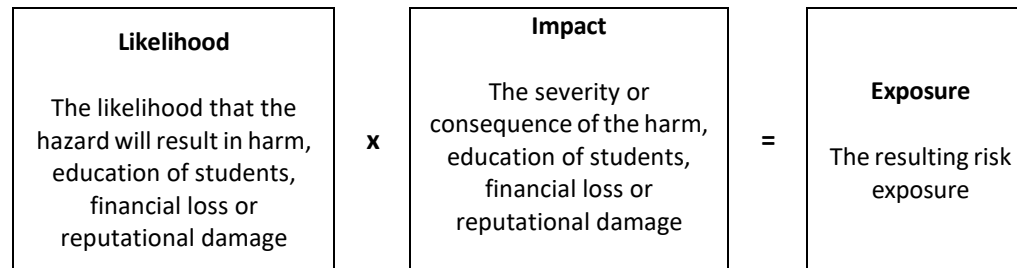 Likelihood
The likelihood that the
hazard will result in harm,
education of students,
financial loss or
reputational damage
x
Impact
The severity or
consequence of the harm,
education of students,
financial loss or
reputational damage
=
Exposure
The resulting risk
exposure